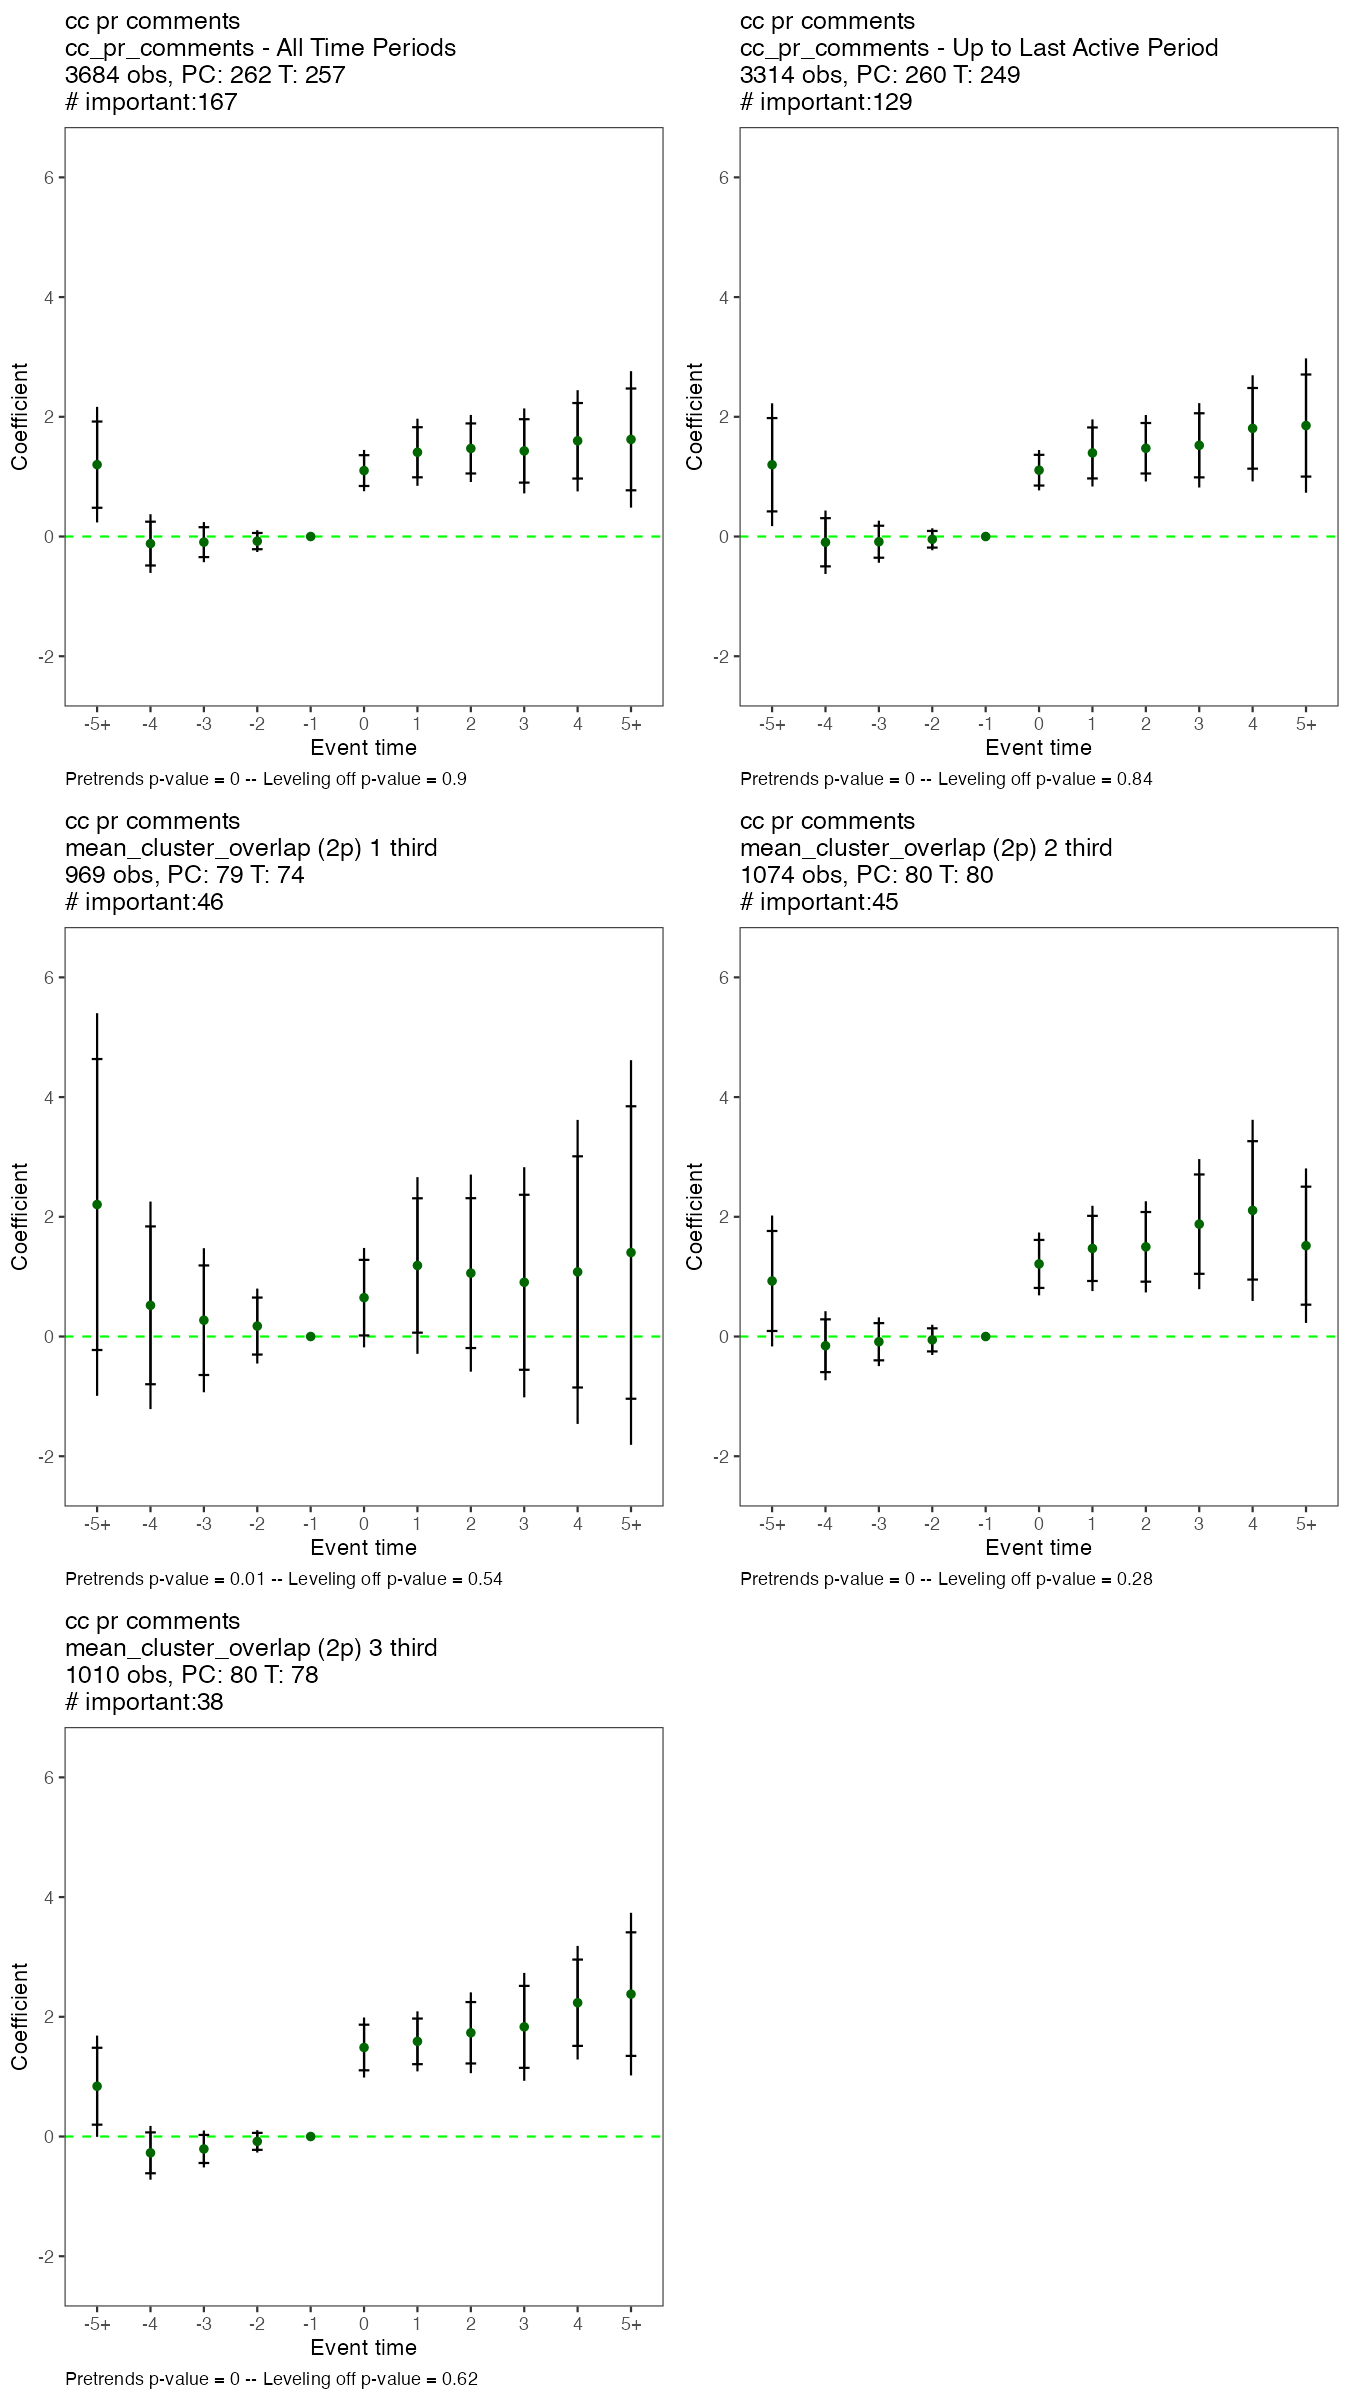 cc pr comments
cc_pr_comments - All Time Periods
3684 obs, PC: 262 T: 257
# important:167
6
4
2
0
-2
Coefficient
-5+ -4 -3 -2 -1 0 1 2 3 4 5+
Event time
Pretrends p-value = 0 -- Leveling off p-value = 0.9
cc pr comments
cc_pr_comments - Up to Last Active Period
3314 obs, PC: 260 T: 249
# important:129
6
4
2
0
-2
Coefficient
-5+ -4 -3 -2 -1 0 1 2 3 4 5+
Event time
Pretrends p-value = 0 -- Leveling off p-value = 0.84
cc pr comments
mean_cluster_overlap (2p) 1 third
969 obs, PC: 79 T: 74
# important:46
6
4
2
0
-2
Coefficient
-5+ -4 -3 -2 -1 0 1 2 3 4 5+
Event time
Pretrends p-value = 0.01 -- Leveling off p-value = 0.54
cc pr comments
mean_cluster_overlap (2p) 2 third
1074 obs, PC: 80 T: 80
# important:45
6
4
2
0
-2
Coefficient
-5+ -4 -3 -2 -1 0 1 2 3 4 5+
Event time
Pretrends p-value = 0 -- Leveling off p-value = 0.28
cc pr comments
mean_cluster_overlap (2p) 3 third
1010 obs, PC: 80 T: 78
# important:38
6
4
2
0
-2
Coefficient
-5+ -4 -3 -2 -1 0 1 2 3 4 5+
Event time
Pretrends p-value = 0 -- Leveling off p-value = 0.62